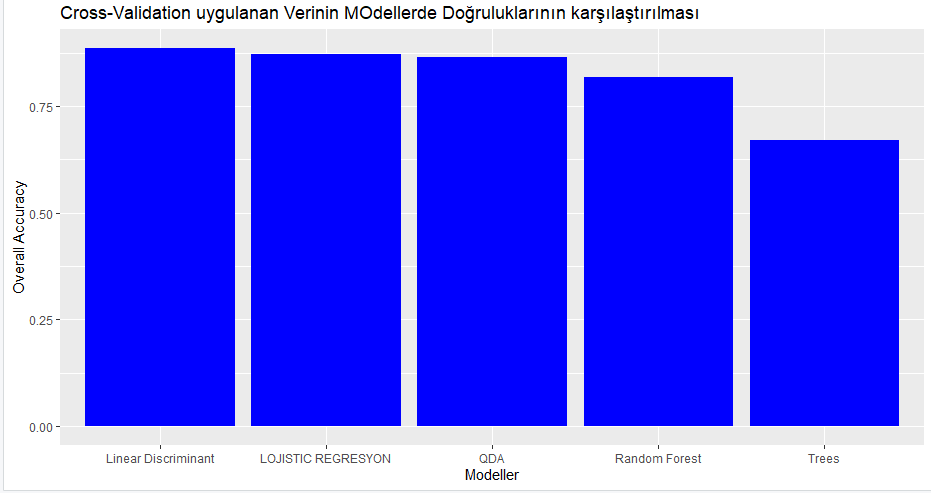 Cross-Validation uygulanan Verinin MOdellerde Doğruluklarının karşılaştırılması
Overall Accuracy
0.75
0.50
0.25
0.00
Linear Discriminant LOJISTIC REGRESYON QDA Random Forest Trees
Modeller